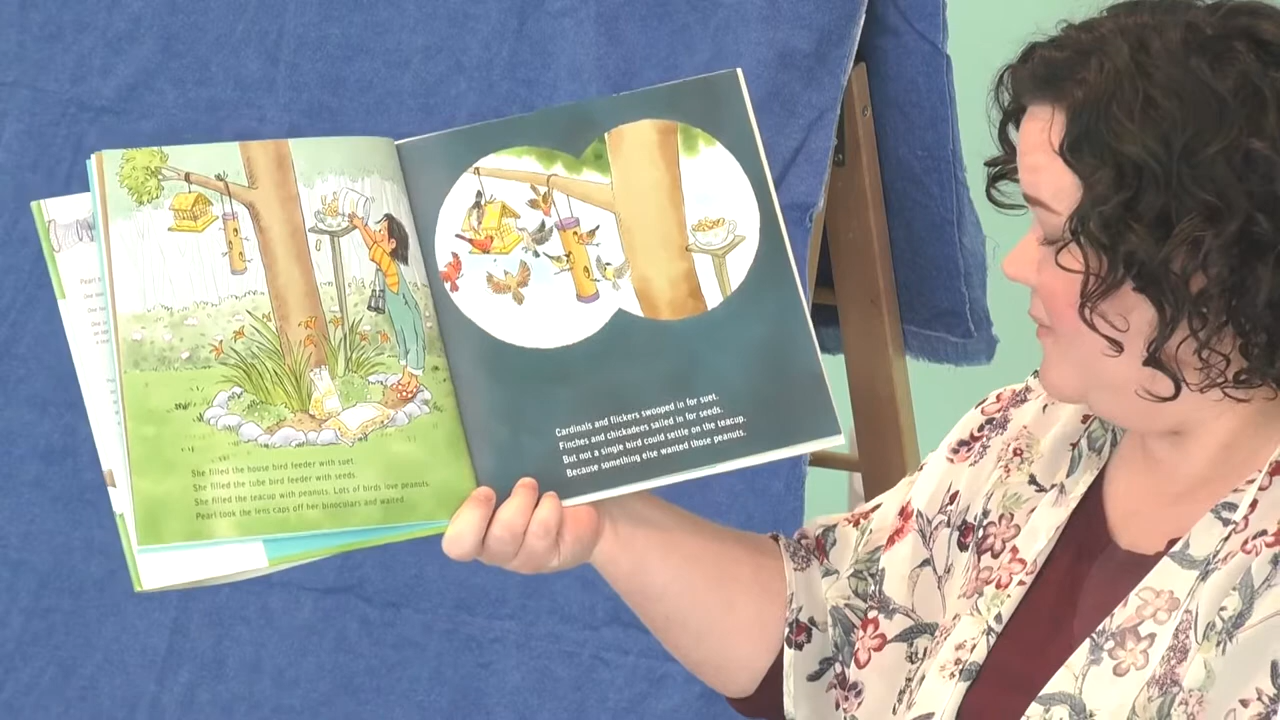 Pearl
She filled the house bird feeder with suet.
She filled the tube bird feeder with seeds.
She filled the teacup with peanuts. Lots of birds love peanuts.
Pearl took the lens caps off her binoculars and waited.
Cardinals and flickers swooped in for suet.
Finches and chickadees sailed in for seeds.
But not a single bird could settle on the teacup.
Because something else wanted those peanuts.